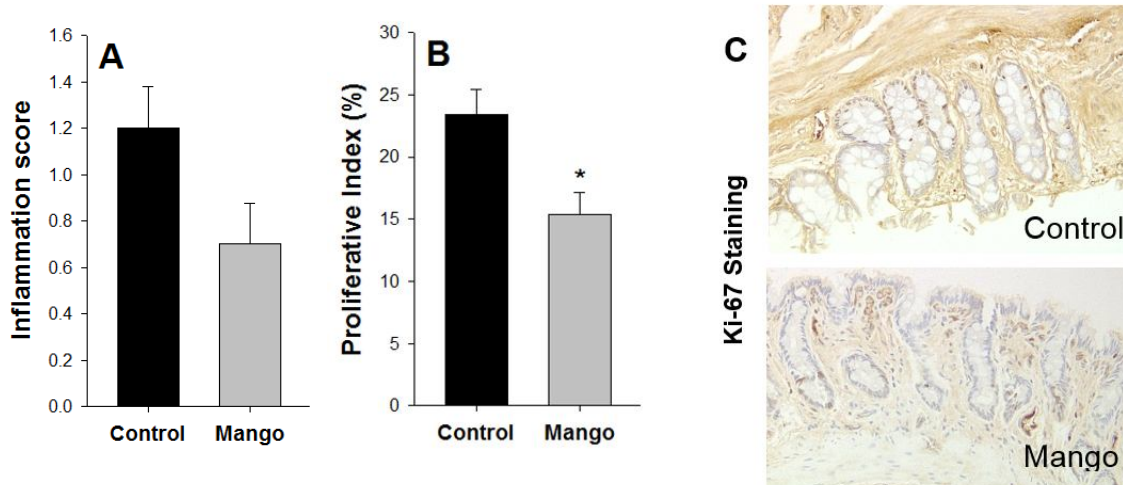 A
Inflammation score
1.6
1.4
1.2
1.0
0.8
0.6
0.4
0.2
0.0
Control Mango
B
Proliferative Index (%)
30
25
20
15
10
5
0
*
Control Mango
C
Ki-67 Staining
Control
Mango